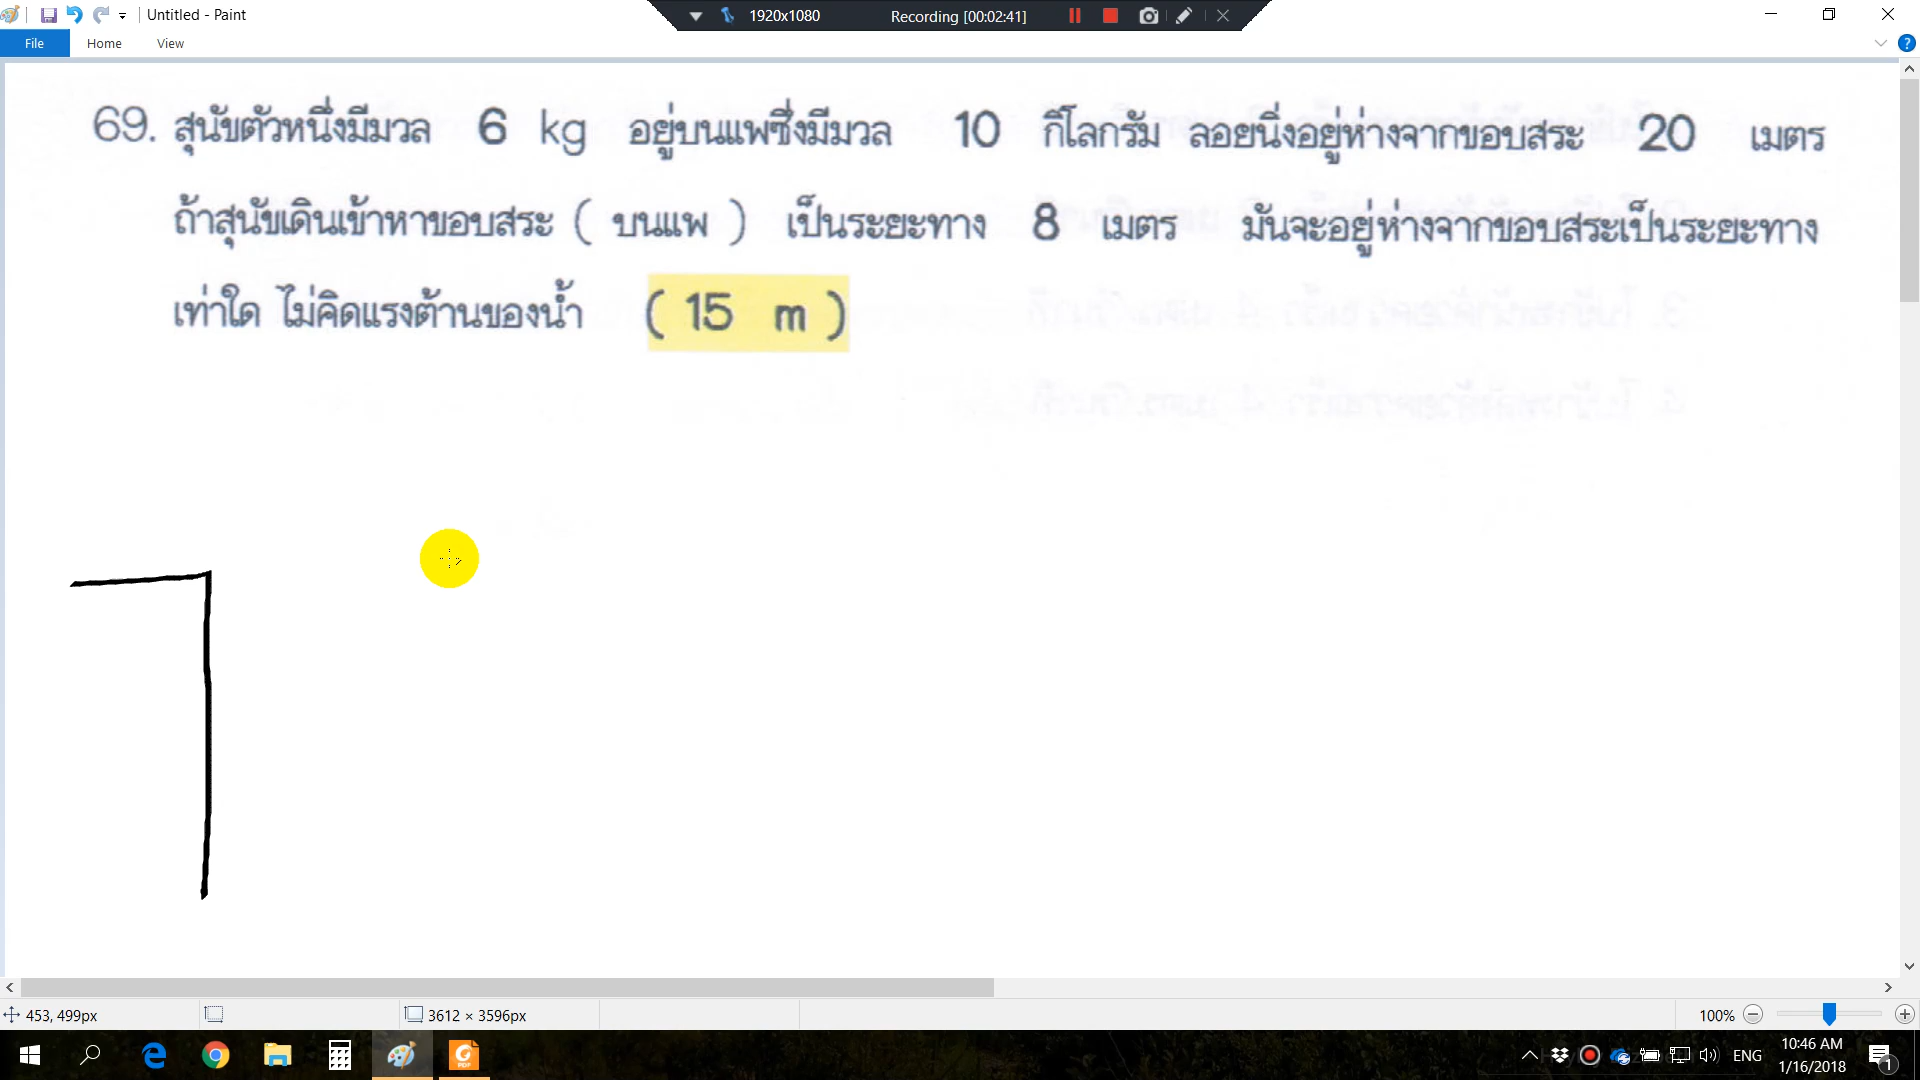 Untitled - Paint
1920x1080
Recording [00:02:41]
File Home View
69. สุนัขตัวหนึ่งมีมวล 6 kg อยู่บนแพซึ่งมีมวล 10 กิโลกรัม ลอยนิ่งอยู่ห่างจากขอบสระ 20 เมตร
ถ้าสุนัขเดินเข้าหาขอบสระ ( บนแพ ) เป็นระยะทาง 8 เมตร มันจะอยู่ห่างจากขอบสระเป็นระยะทาง
เท่าใด ไม่คิดแรงต้านของน้ำ ( 15 m )
453, 499px
3612 × 3596px
100%
ENG
10:46 AM
1/16/2018
1